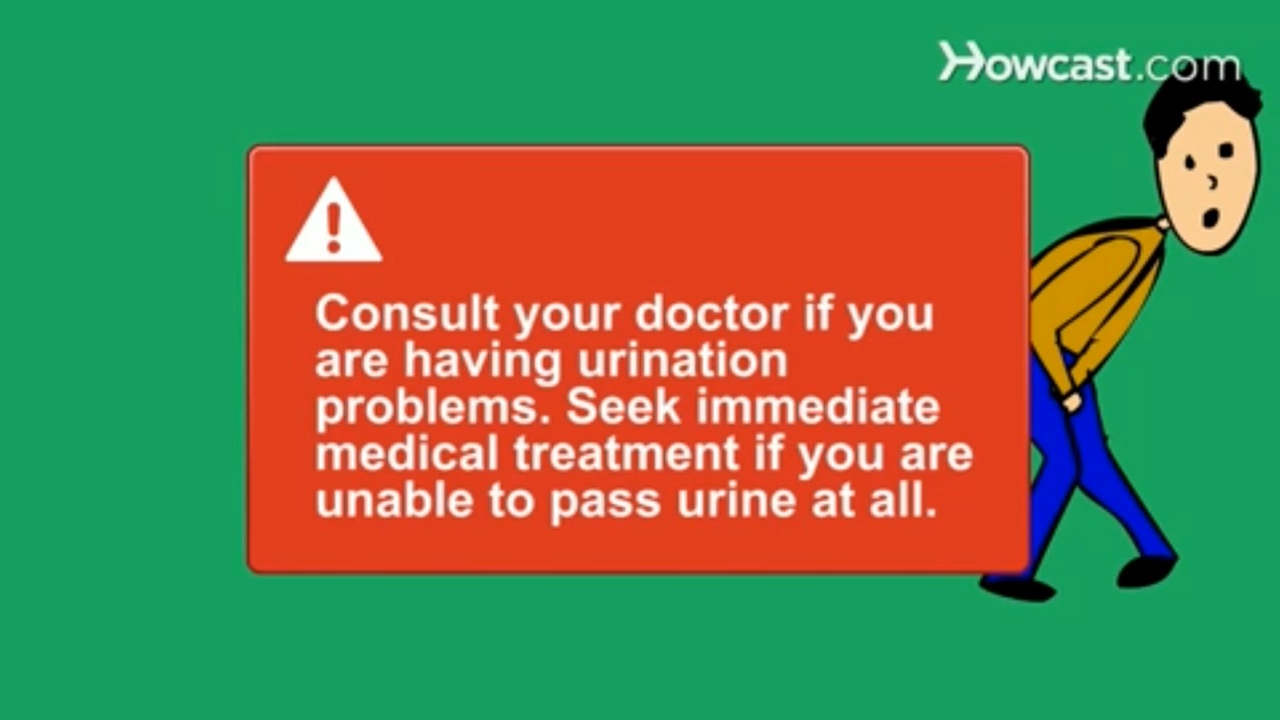 Howcast.com
Consult your doctor if you
are having urination
problems. Seek immediate
medical treatment if you are
unable to pass urine at all.